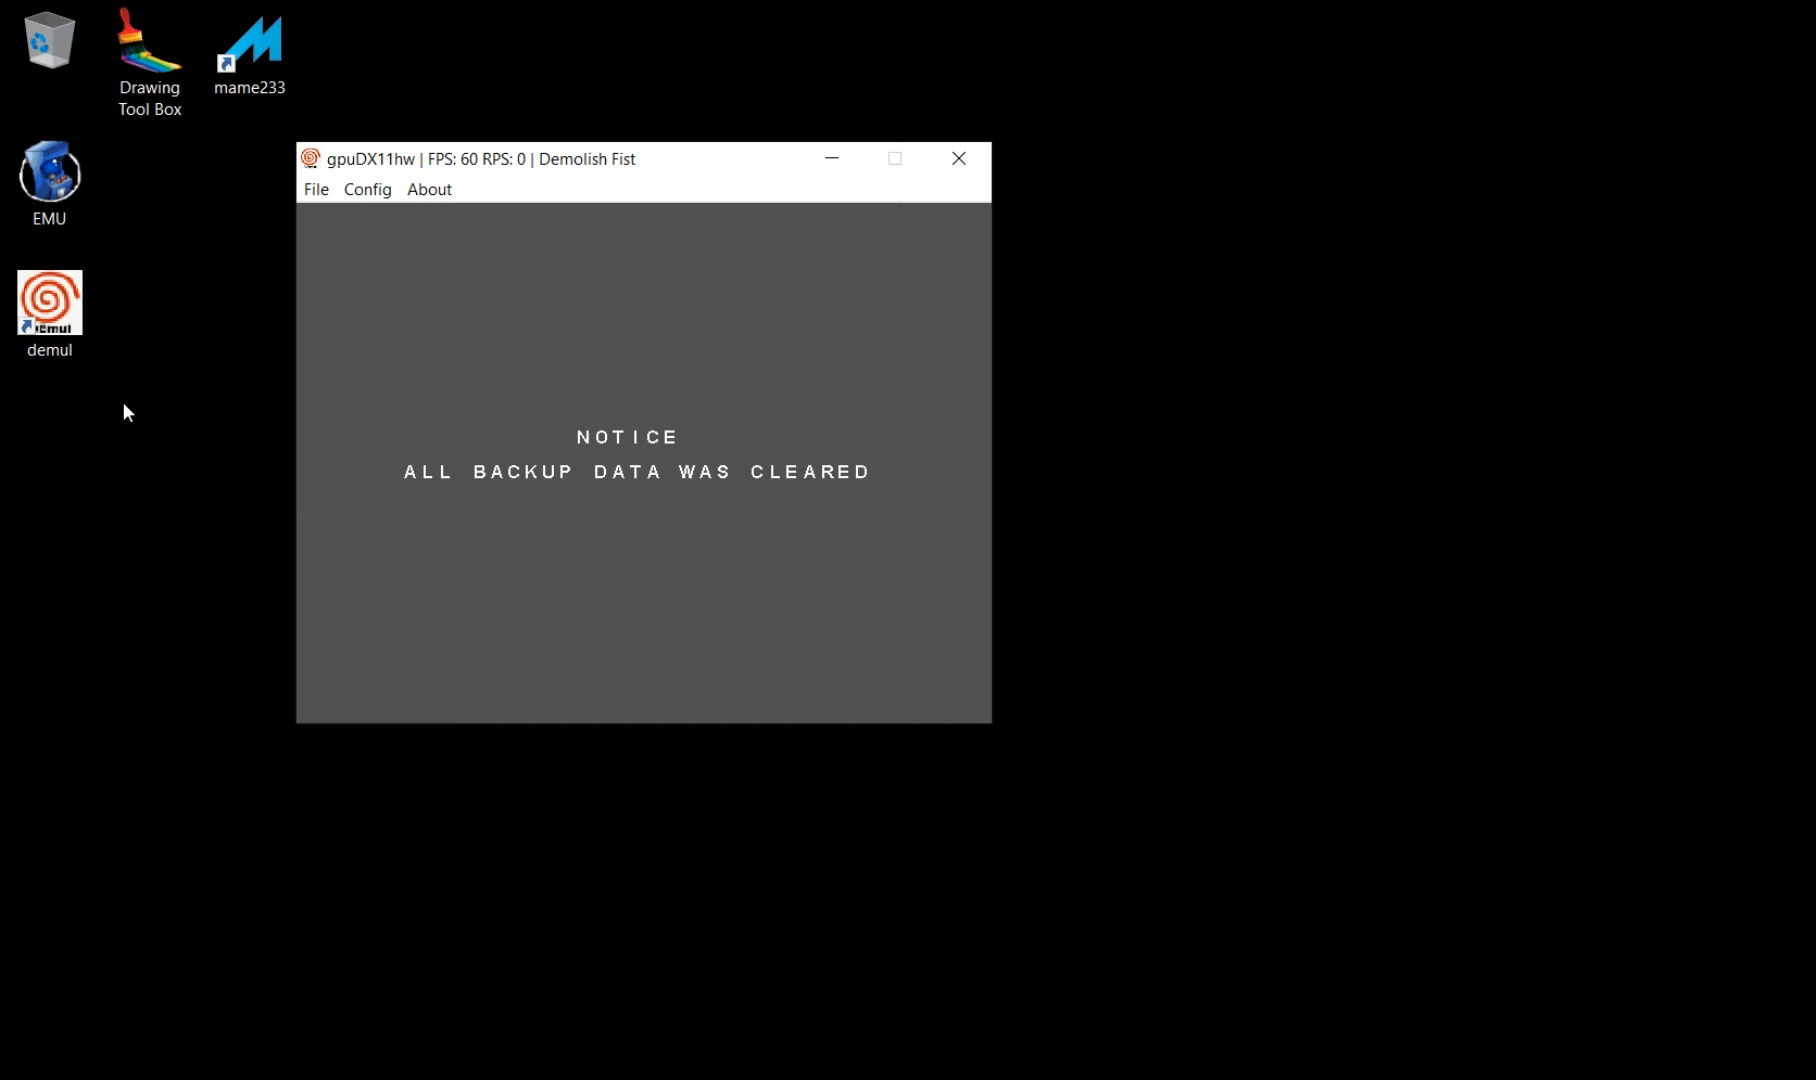 Drawing
Tool Box
mame233
EMU
DEmul
demul
gpuDX11hw | FPS: 60 RPS: 0 | Demolish Fist
File Config About
NOTICE
ALL BACKUP DATA WAS CLEARED